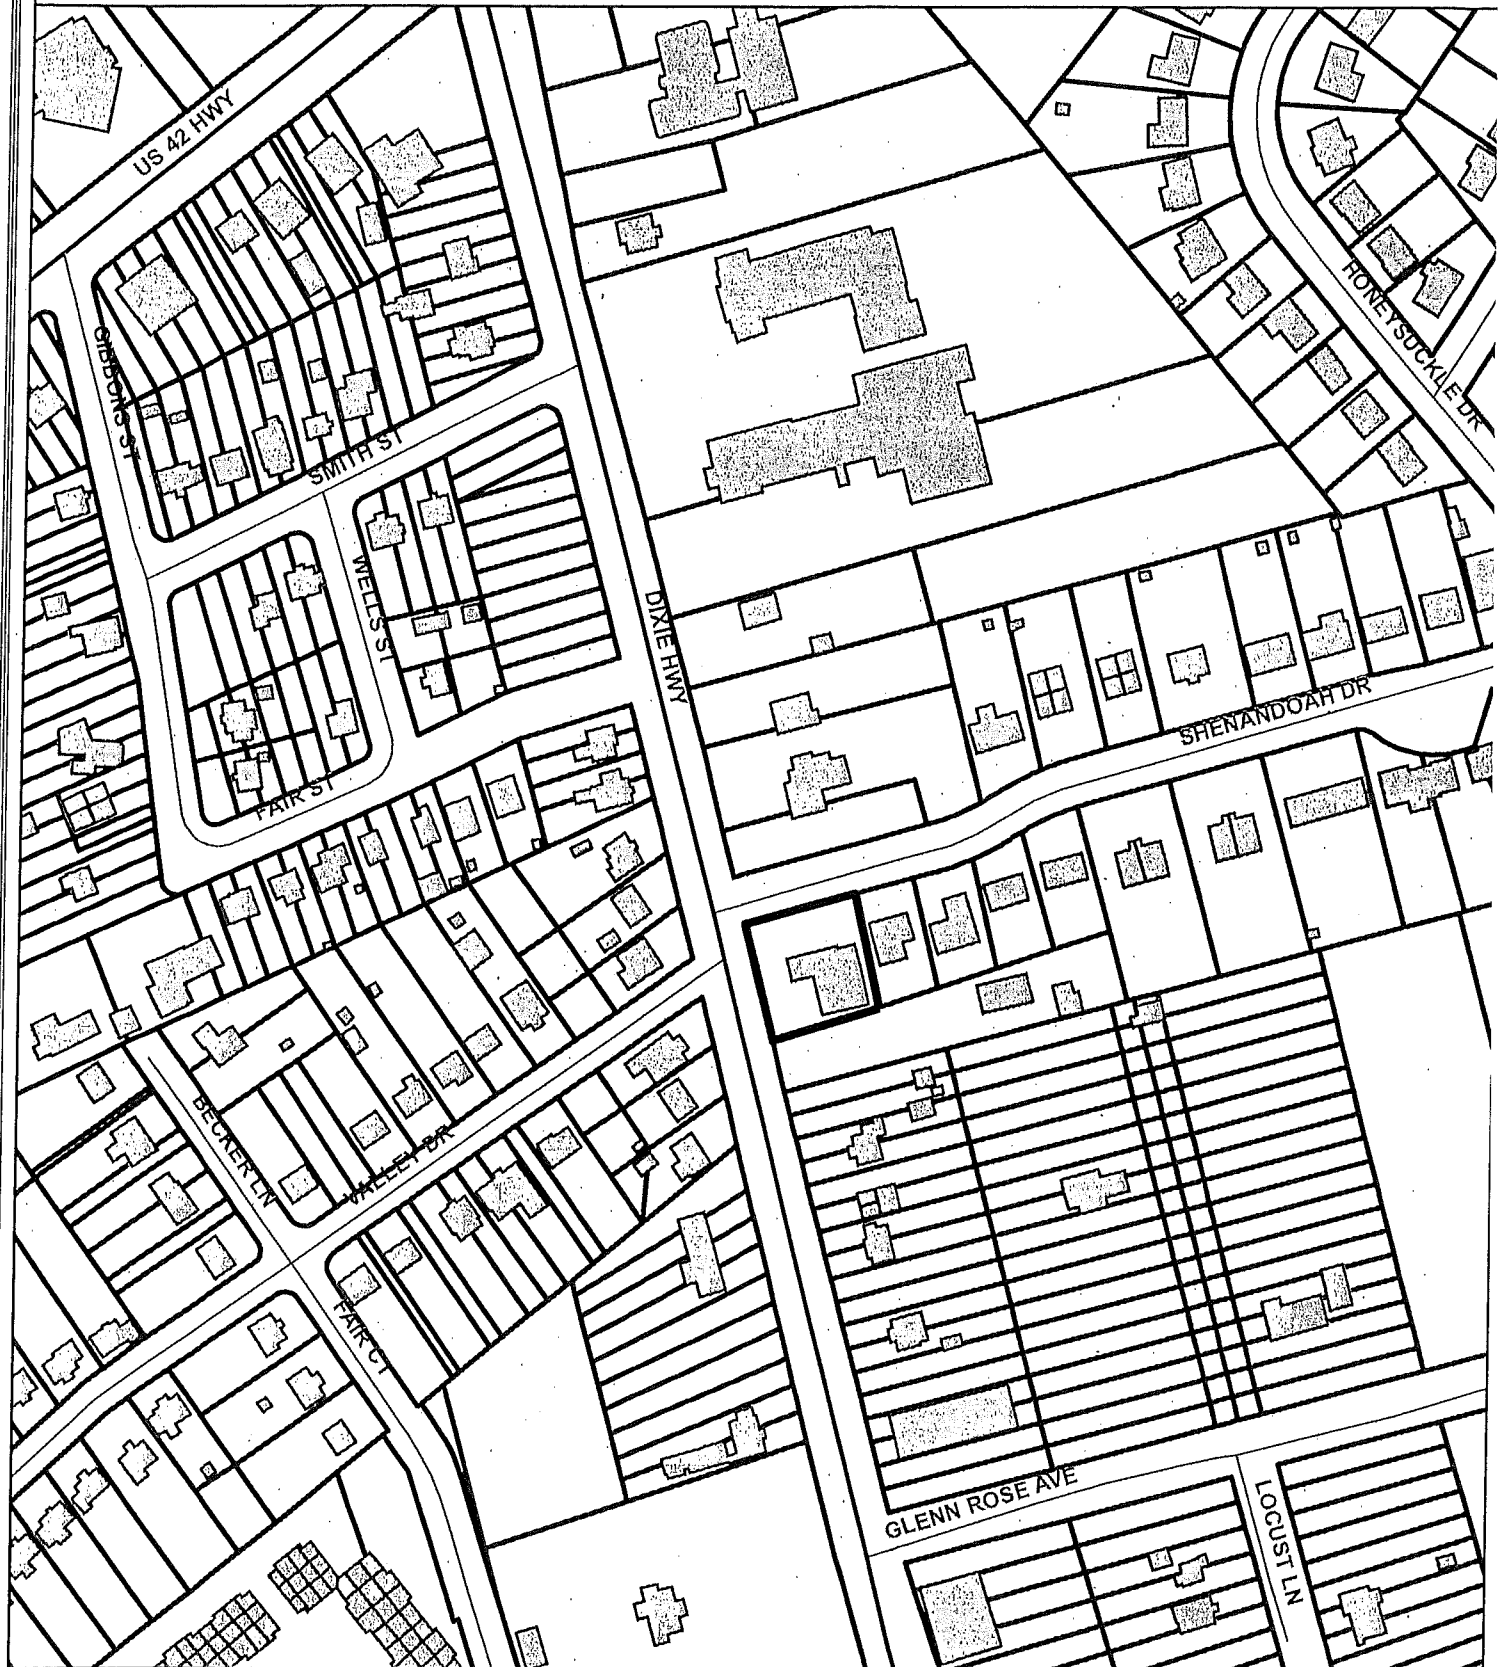 US 42 HWY
GIBBONS ST
HONEYSUCKLE DR
SMITH ST
WELLS ST
DIXIE HWY
SHENANDOAH DR
FAIR ST
BECKER LN
VALLEY DR
FAIR CT
GLENN ROSE AVE
LOCUST LN